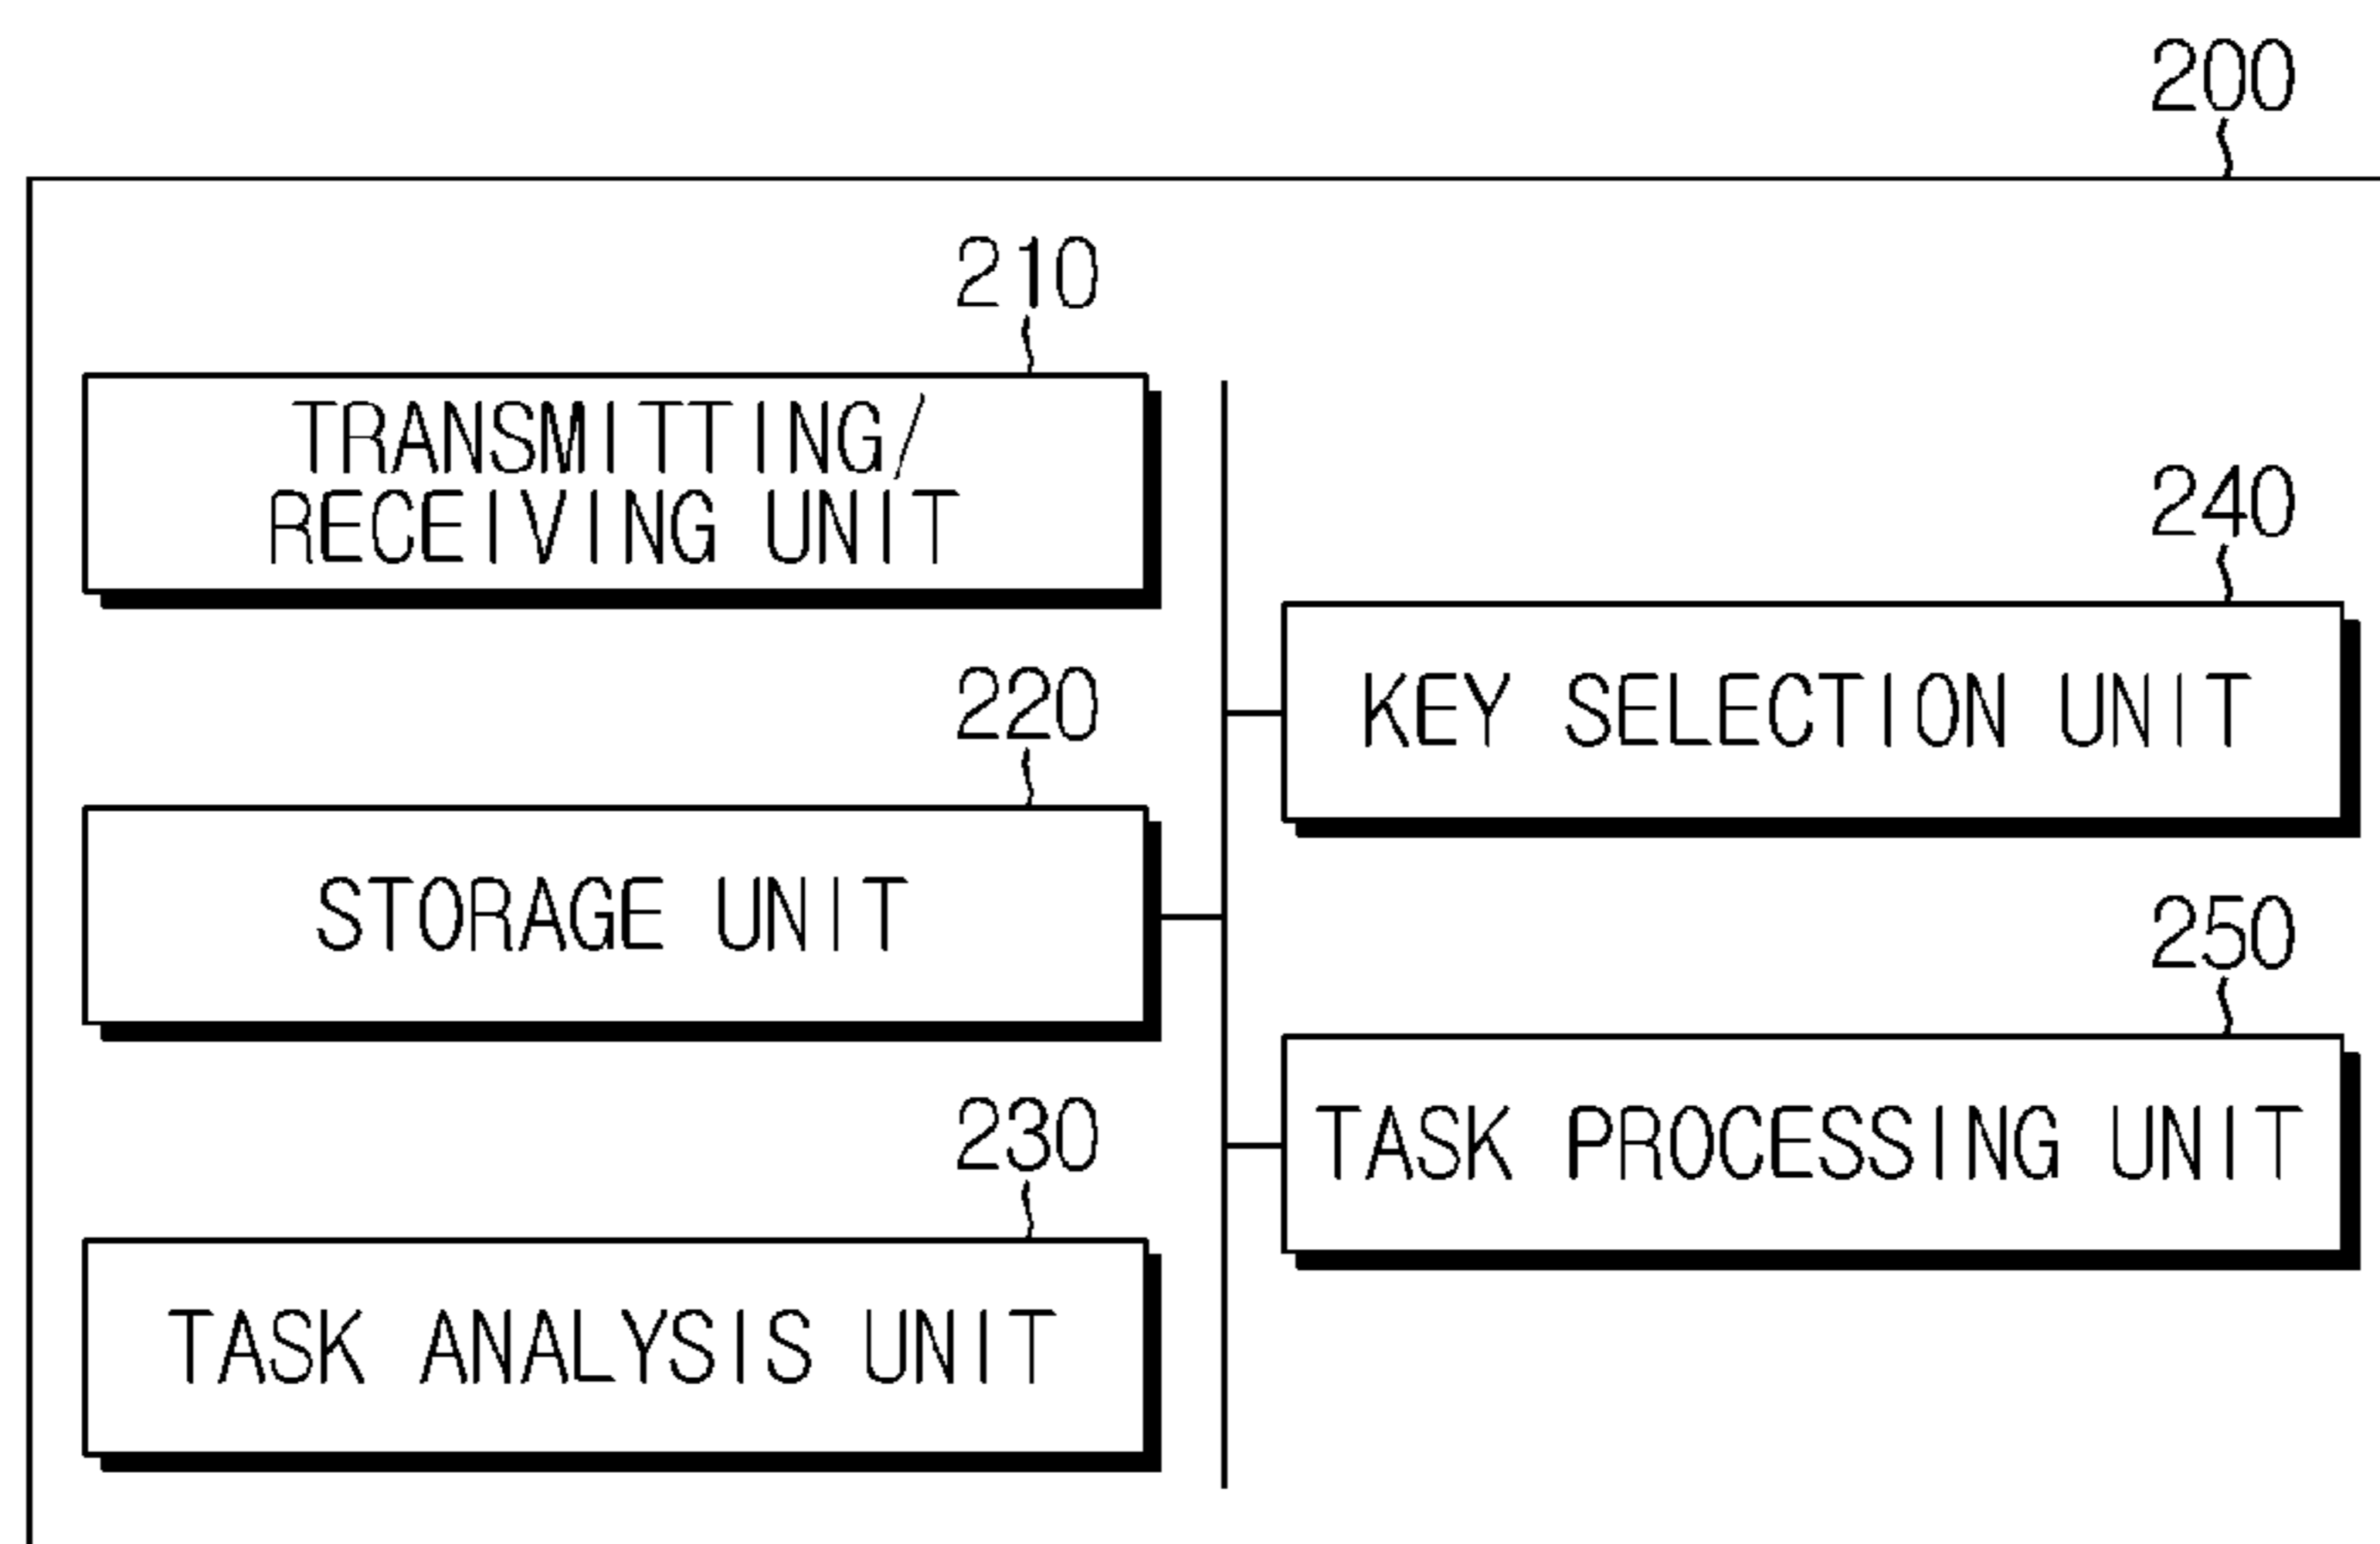 200
210
TRANSMITTING/
RECEIVING UNIT
240
KEY SELECTION UNIT
220
STORAGE UNIT
250
TASK PROCESSING UNIT
230
TASK ANALYSIS UNIT